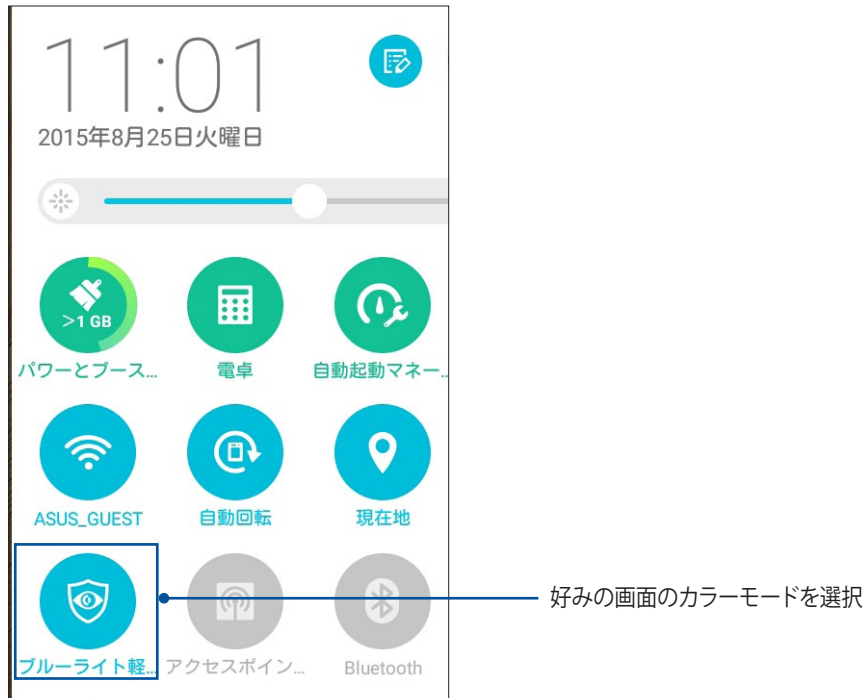 11:01
2015年8月25日火曜日
>1 GB
パワーとブース...
電卓
自動起動マネー..
ASUS_GUEST
自動回転
現在地
ブルーライト軽...
アクセスポイン...
Bluetooth
好みの画面のカラーモードを選択